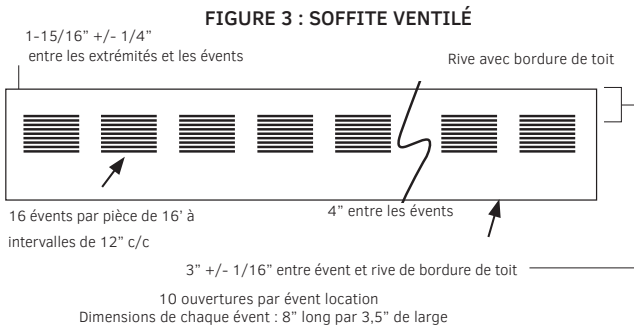 FIGURE 3 : SOFFITE VENTILÉ
1-15/16” +/- 1/4”
entre les extrémités et les évents
Rive avec bordure de toit
16 évents par pièce de 16’ à
intervalles de 12” c/c
4” entre les évents
3” +/- 1/16” entre évent et rive de bordure de toit
10 ouvertures par évent location
Dimensions de chaque évent : 8” long par 3,5” de large